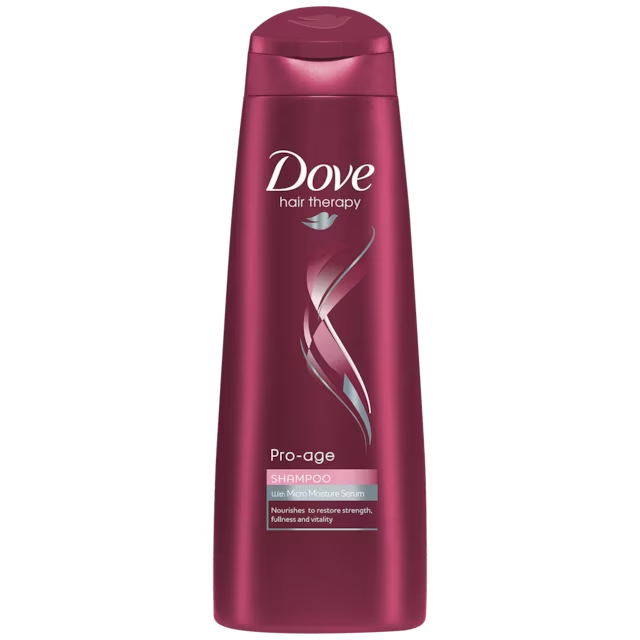 Dove
hair therapy
Pro-age
SHAMPOO
With Micro Moisture Serum
Nourishes to restore strength,
fullness and vitality